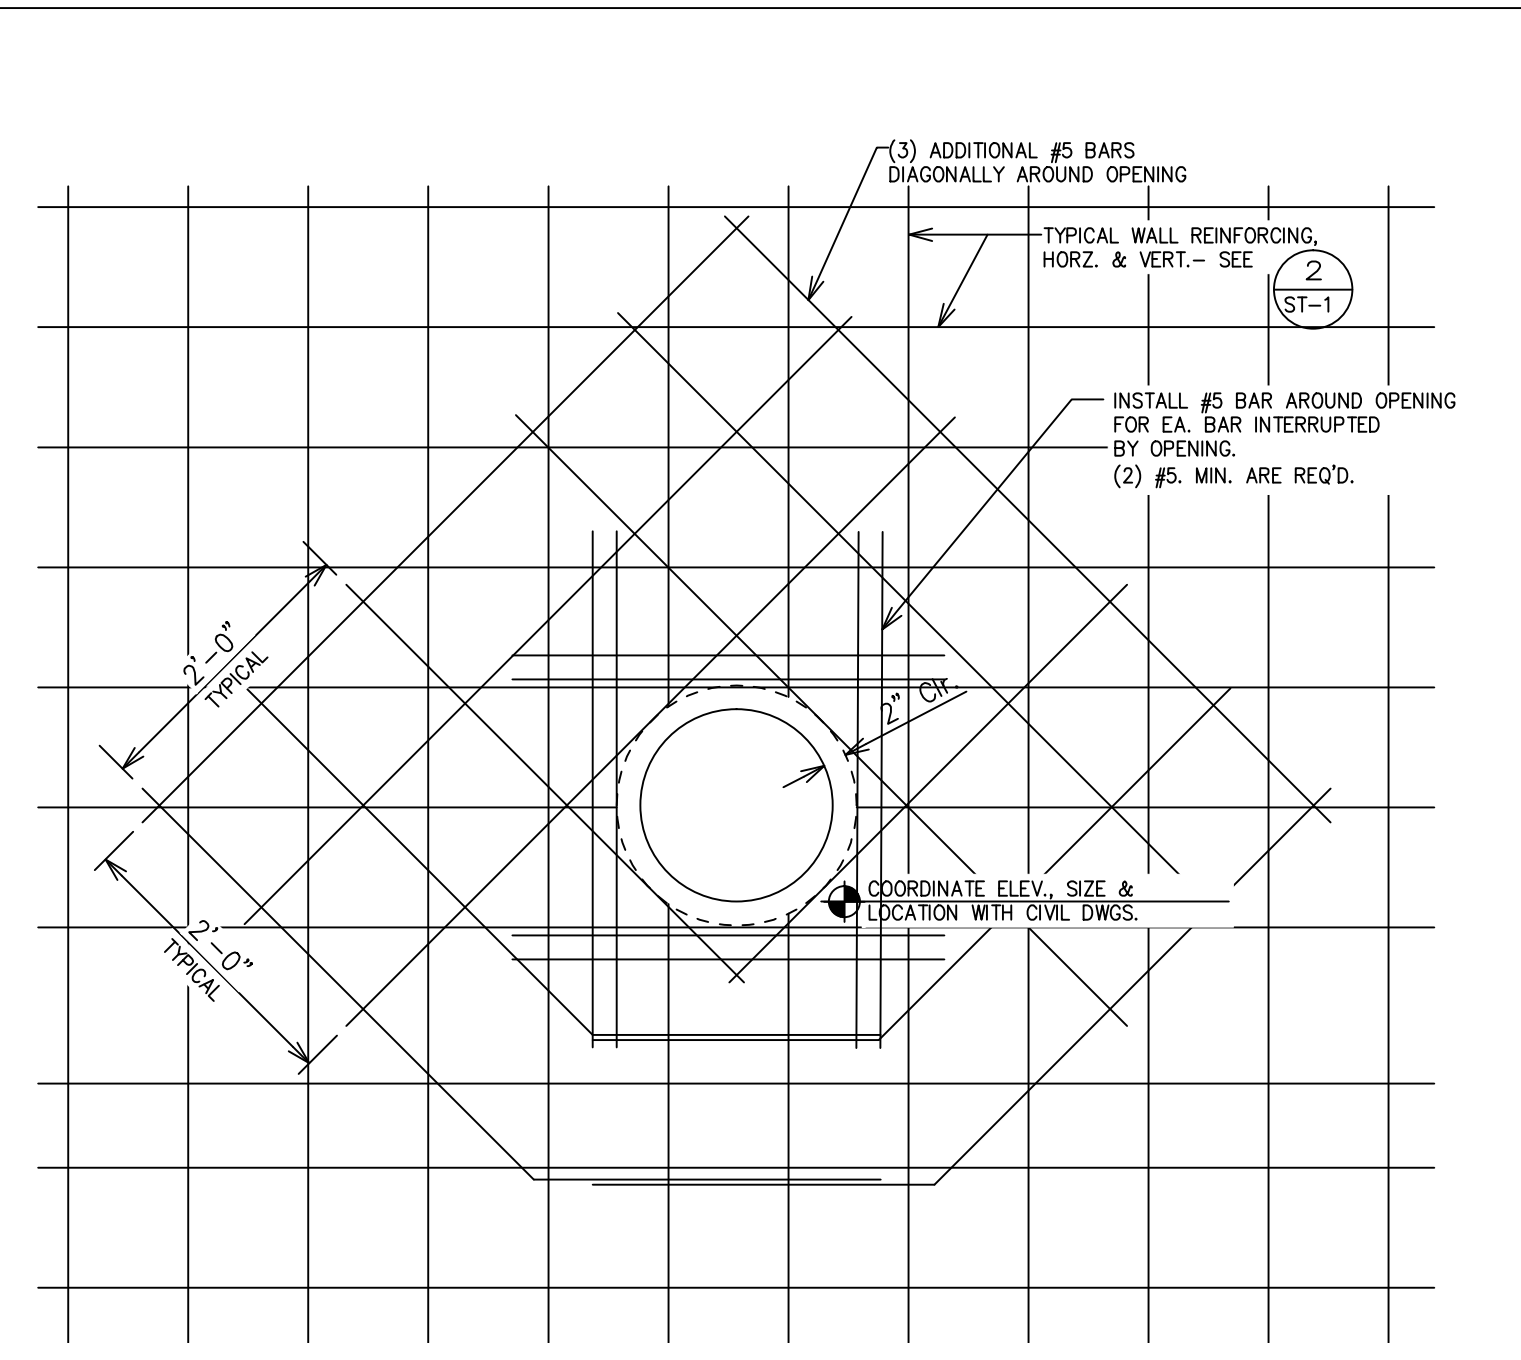 (3) ADDITIONAL #5 BARS
DIAGONALLY AROUND OPENING
TYPICAL WALL REINFORCING,
HORZ. & VERT.– SEE
2
ST–1
INSTALL #5 BAR AROUND OPENING
FOR EA. BAR INTERRUPTED
BY OPENING.
(2) #5. MIN. ARE REQ'D.
2'–0"
TYPICAL
2" Clr.
COORDINATE ELEV., SIZE &
LOCATION WITH CIVIL DWGS.
2'–0"
TYPICAL